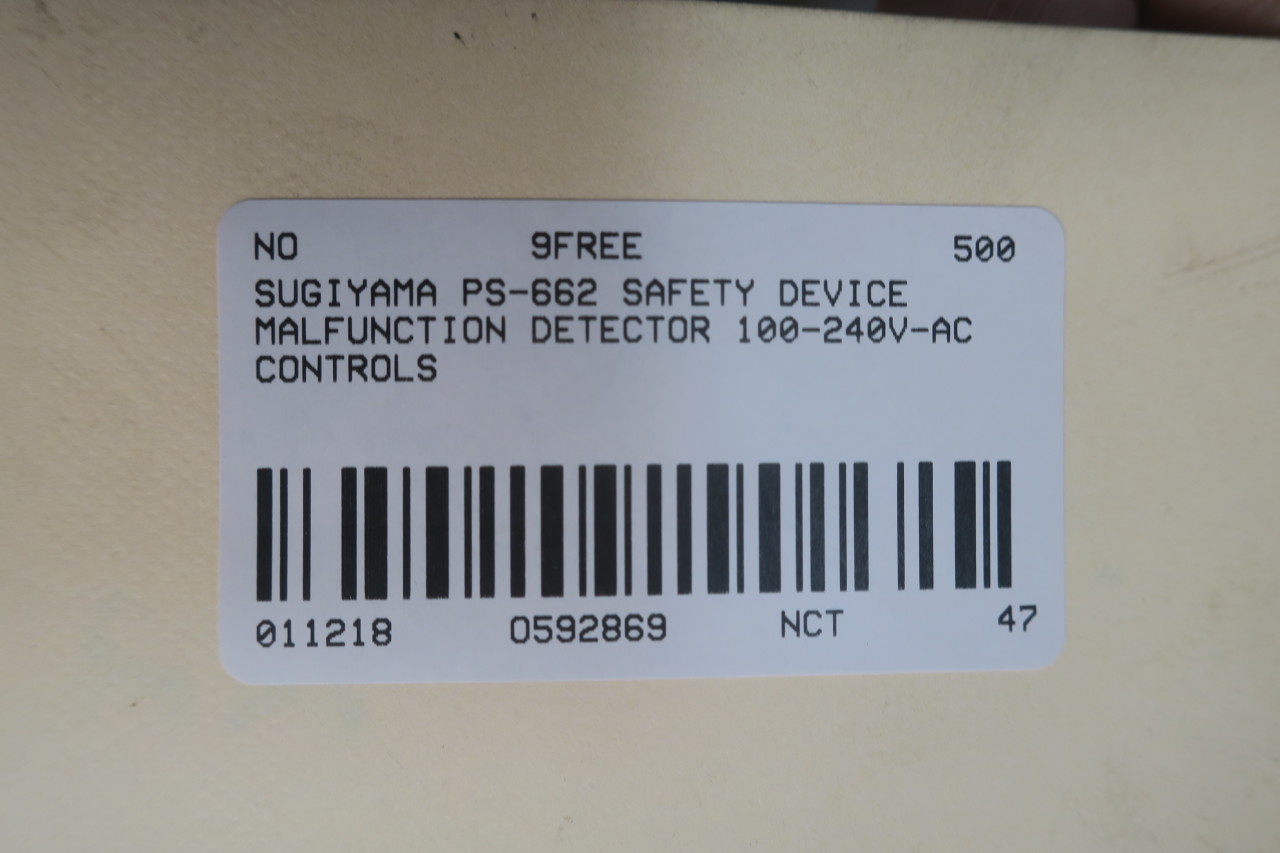 NO 9FREE 500
SUGIYAMA PS-662 SAFETY DEVICE
MALFUNCTION DETECTOR 100-240V-AC
CONTROLS
011218 0592869 NCT 47